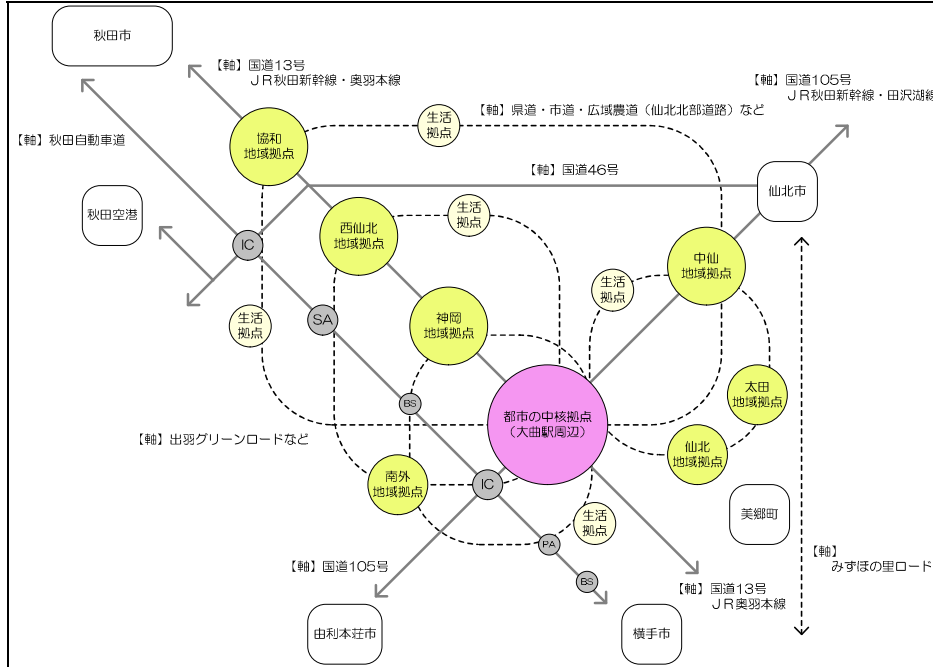 秋田市
【軸】国道13号
JR秋田新幹線・奥羽本線
【軸】国道105号
JR秋田新幹線・田沢湖線
【軸】県道・市道・広域農道(仙北北部道路)など
生活
拠点
【軸】秋田自動車道
協和
地域拠点
【軸】国道46号
仙北市
秋田空港
生活
拠点
西仙北
地域拠点
IC
中仙
地域拠点
生活
拠点
生活
拠点
SA
神岡
地域拠点
太田
地域拠点
BS
都市の中核拠点
(大曲駅周辺)
【軸】出羽グリーンロードなど
仙北
地域拠点
南外
地域拠点
IC
美郷町
生活
拠点
PA
【軸】
みずほの里ロード
【軸】国道105号
BS
【軸】国道13号
JR奥羽本線
由利本荘市
横手市